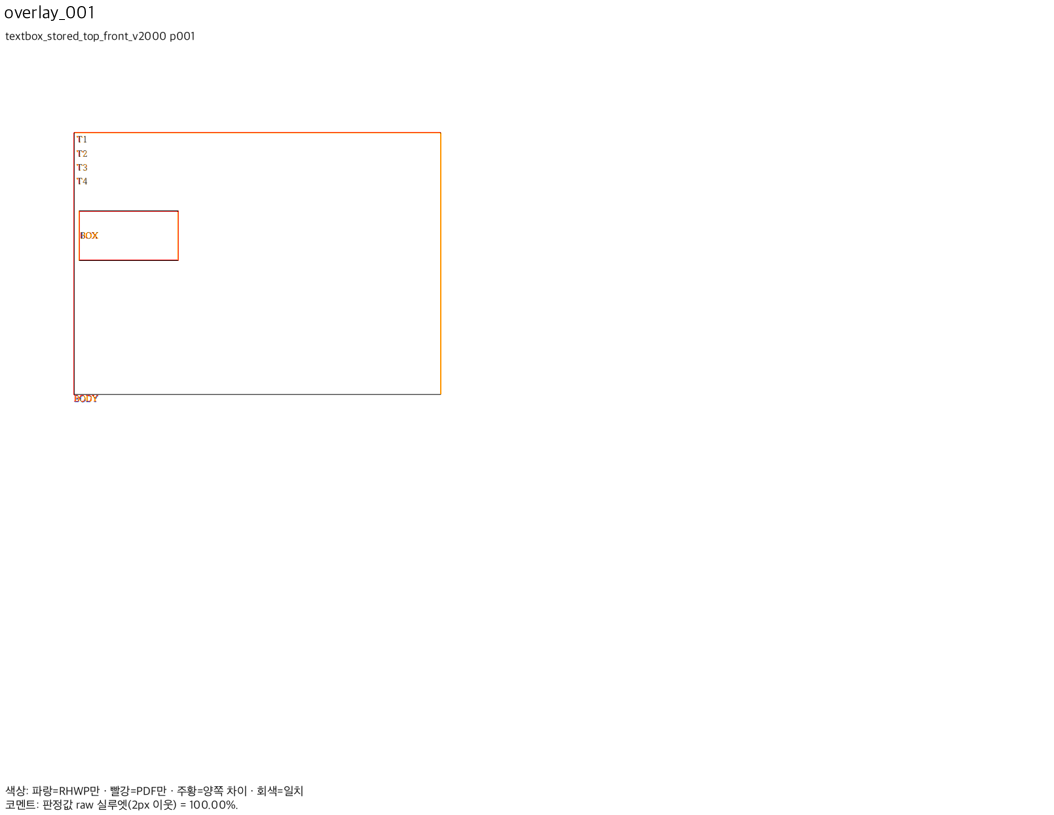 overlay_001
textbox_stored_top_front_v2000 p001
T1
T2
T3
T4
BOX
BODY
색상: 파랑=RHWP만 · 빨강=PDF만 · 주황=양쪽 차이 · 회색=일치
코멘트: 판정값 raw 실루엣(2px 이웃) = 100.00%.